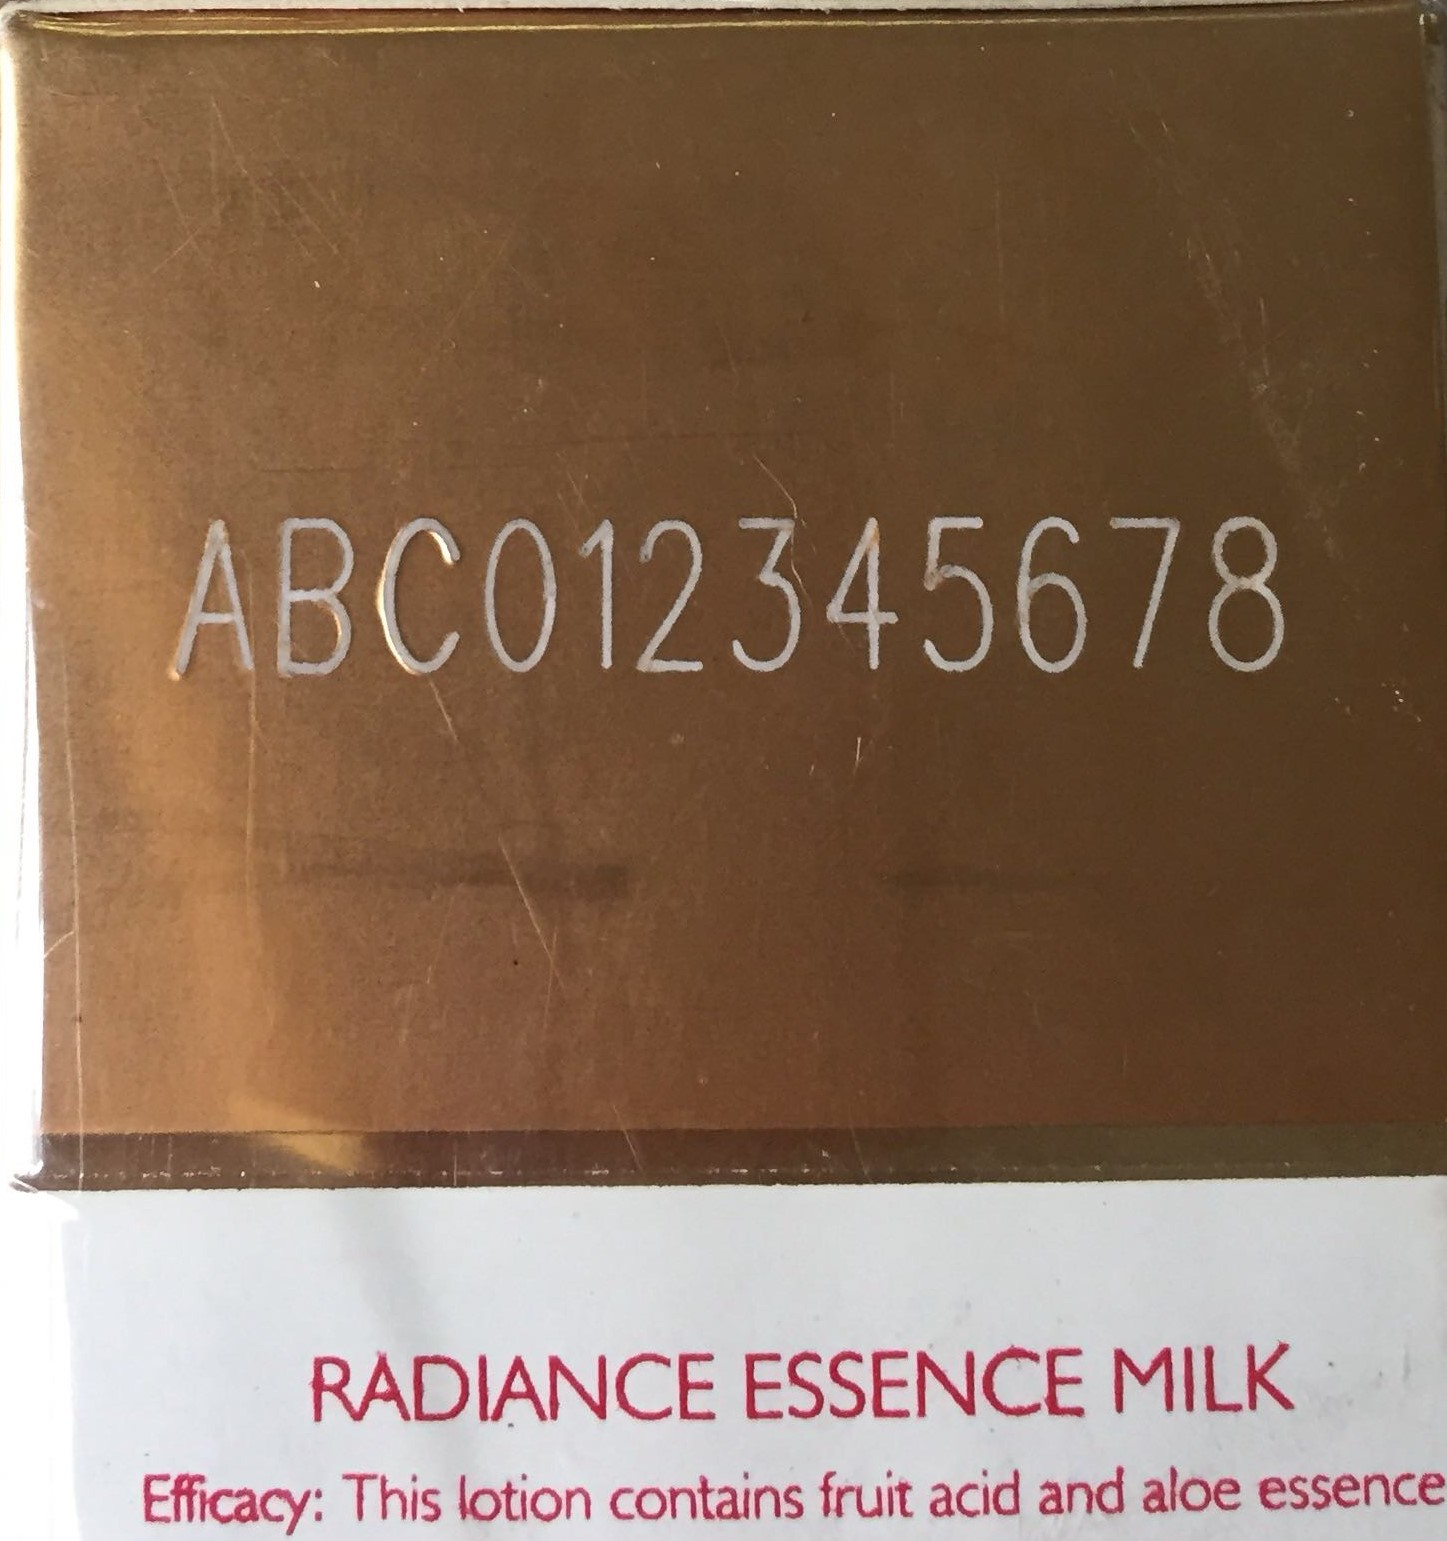 ABC012345678
RADIANCE ESSENCE MILK
Efficacy: This lotion contains fruit acid and aloe essence